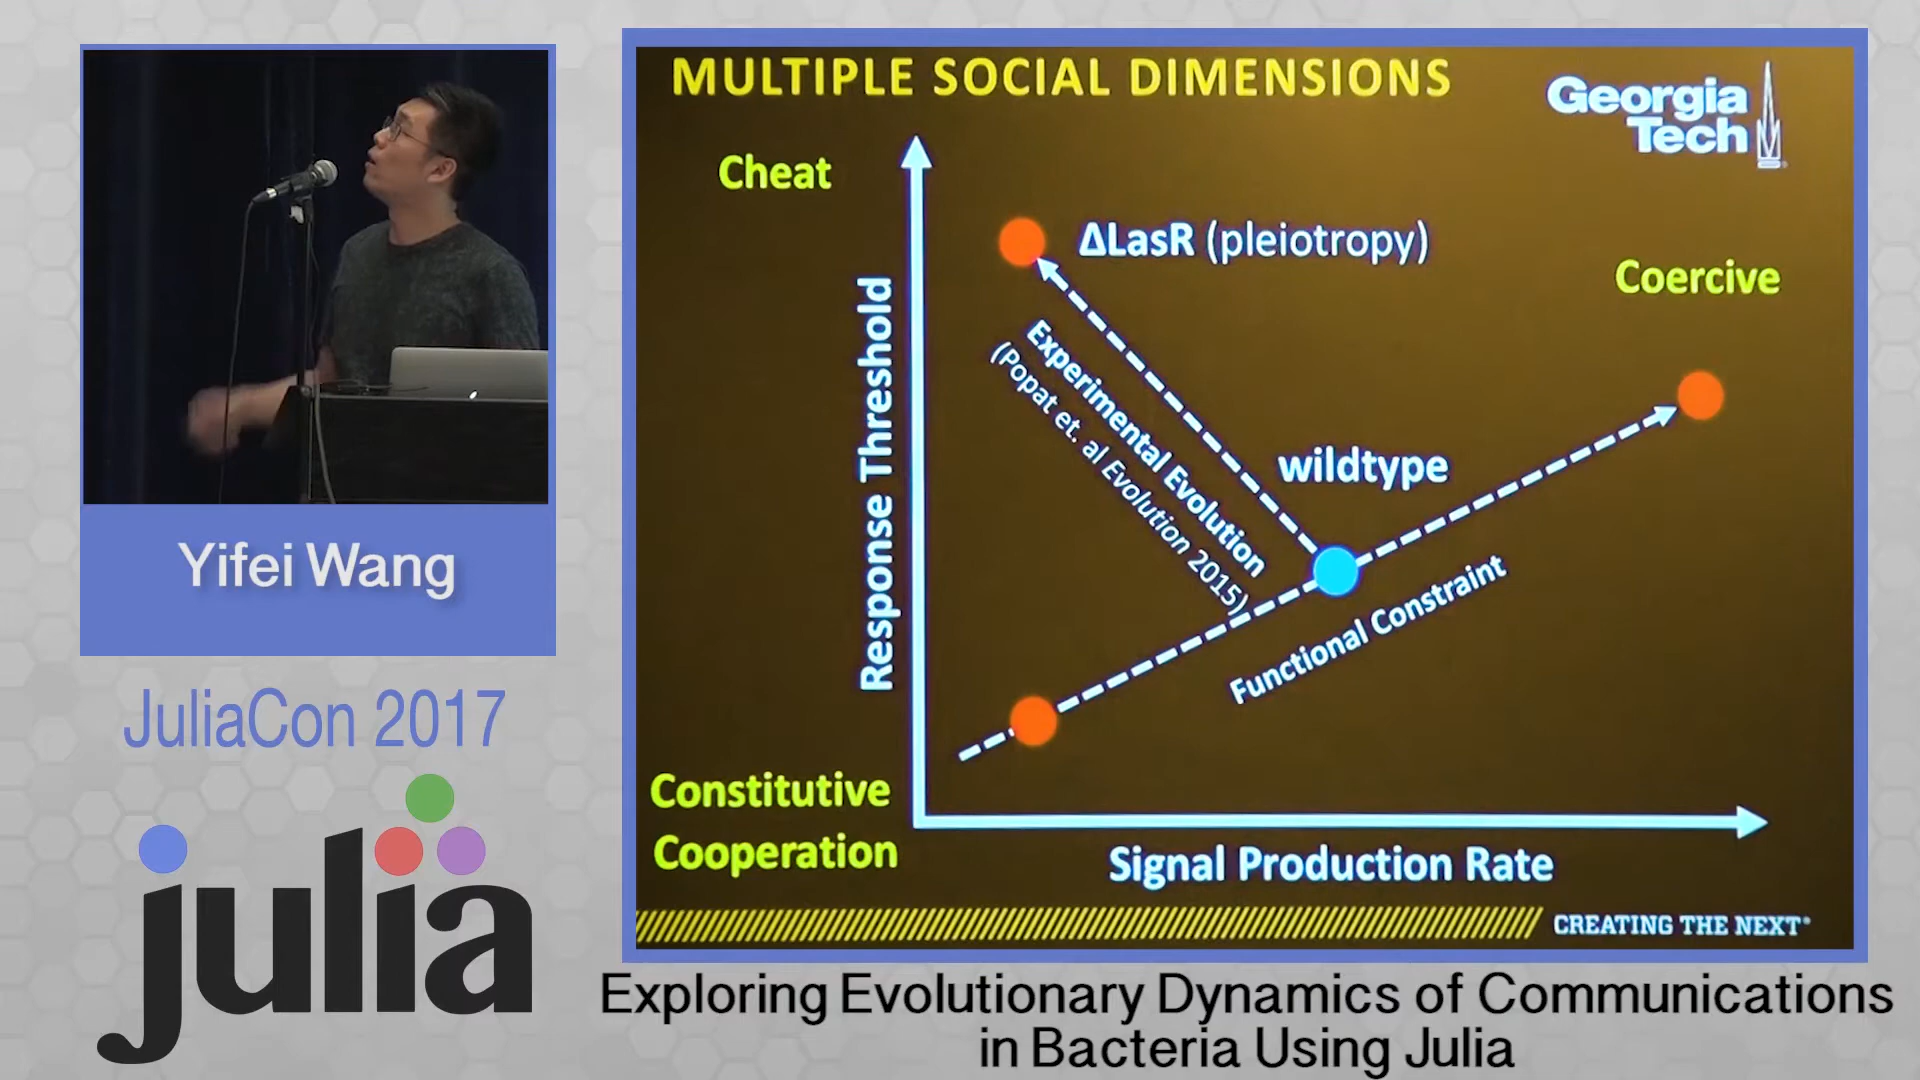 MULTIPLE SOCIAL DIMENSIONS
Georgia
Tech
Cheat
ΔLasR (pleiotropy)
Coercive
Response Threshold
Experimental Evolution
(Popat et. al Evolution 2015)
wildtype
Functional Constraint
Constitutive
Cooperation
Signal Production Rate
CREATING THE NEXT®
Yifei Wang
JuliaCon 2017
julia
Exploring Evolutionary Dynamics of Communications
in Bacteria Using Julia